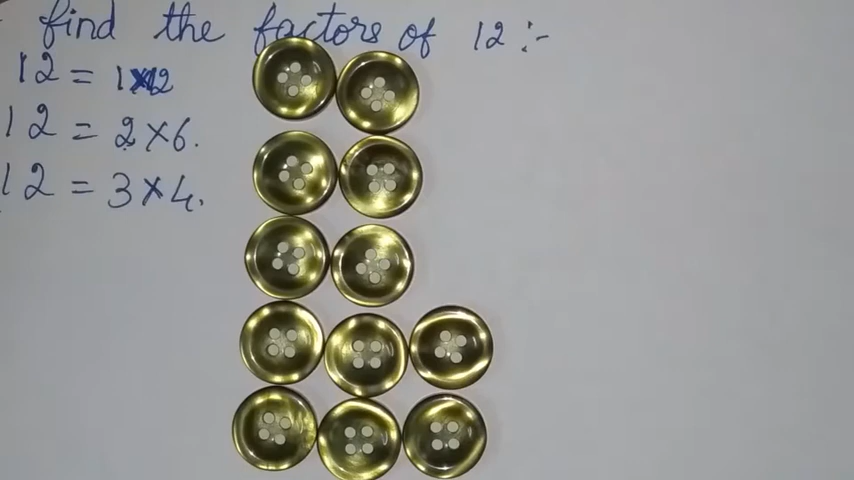 find the factors of 12 :-
12 = 1×12
12 = 2×6.
12 = 3×4.